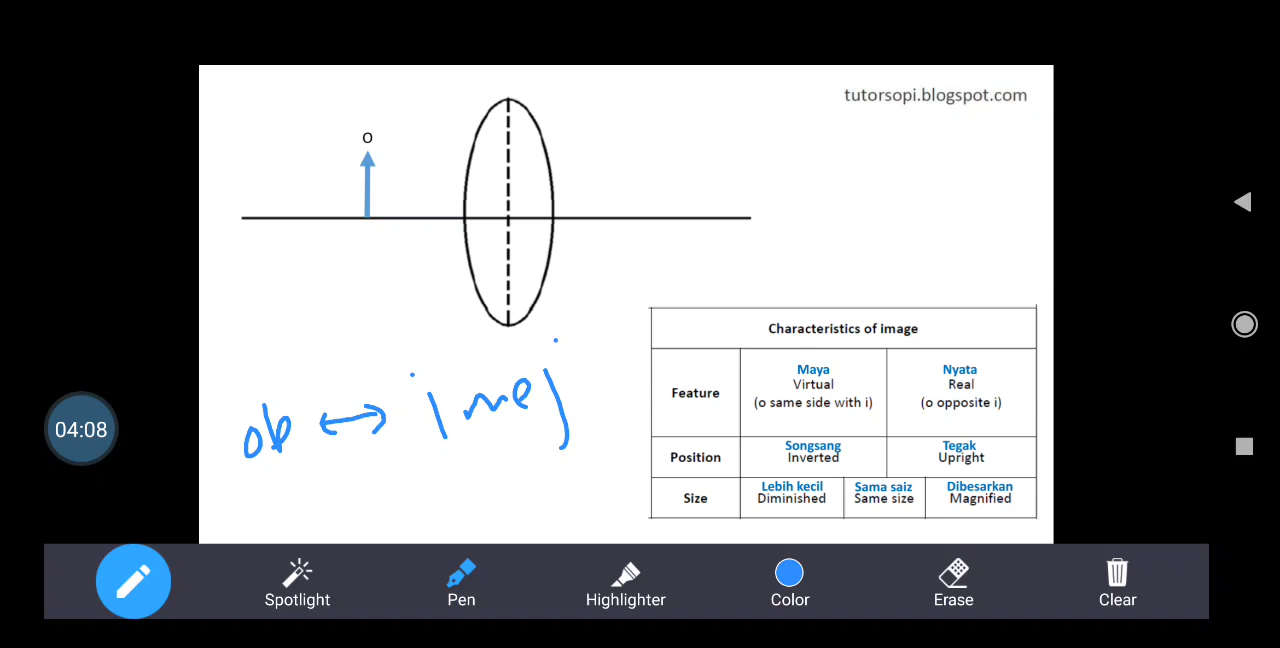 tutorsopi.blogspot.com
o
ob ↔ imej
Characteristics of image
Feature
Maya
Virtual
(o same side with i)
Nyata
Real
(o opposite i)
Position
Songsang
Inverted
Tegak
Upright
Size
Lebih kecil
Diminished
Sama saiz
Same size
Dibesarkan
Magnified
04:08
Spotlight
Pen
Highlighter
Color
Erase
Clear